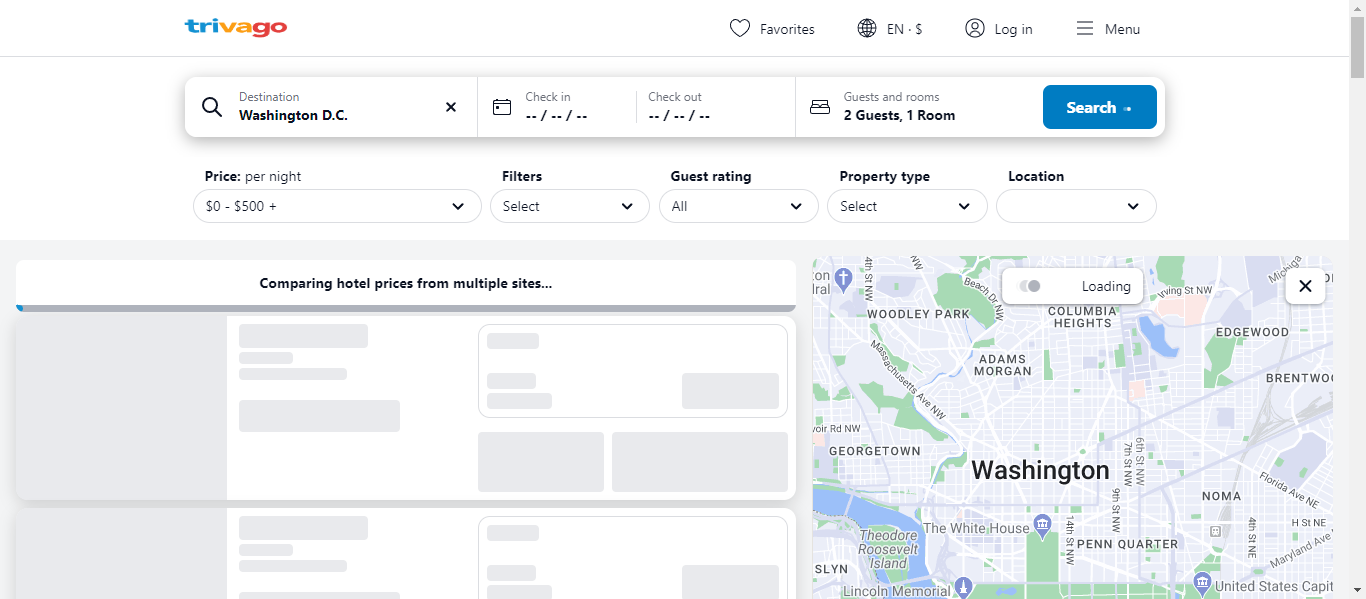 trivago
Favorites
EN · $
Log in
Menu
Destination
Washington D.C.
Check in
-- / -- / --
Check out
-- / -- / --
Guests and rooms
2 Guests, 1 Room
Search
Price: per night
$0 - $500 +
Filters
Select
Guest rating
All
Property type
Select
Location
Comparing hotel prices from multiple sites...
Loading
4th St NW
Beach Dr NW
Irving St NW
Michiga
WOODLEY PARK
COLUMBIA
HEIGHTS
EDGEWOOD
ADAMS
MORGAN
Massachusetts Ave NW
BRENTWOO
voir Rd NW
GEORGETOWN
7th St NW
6th St NW
Washington
9th St NW
NOMA
Florida Ave NE
The White House
14th St NW
H St NE
4th St NE
Theodore
Roosevelt
Island
PENN QUARTER
Maryland Ave
SLYN
Lincoln Memorial
United States Capit